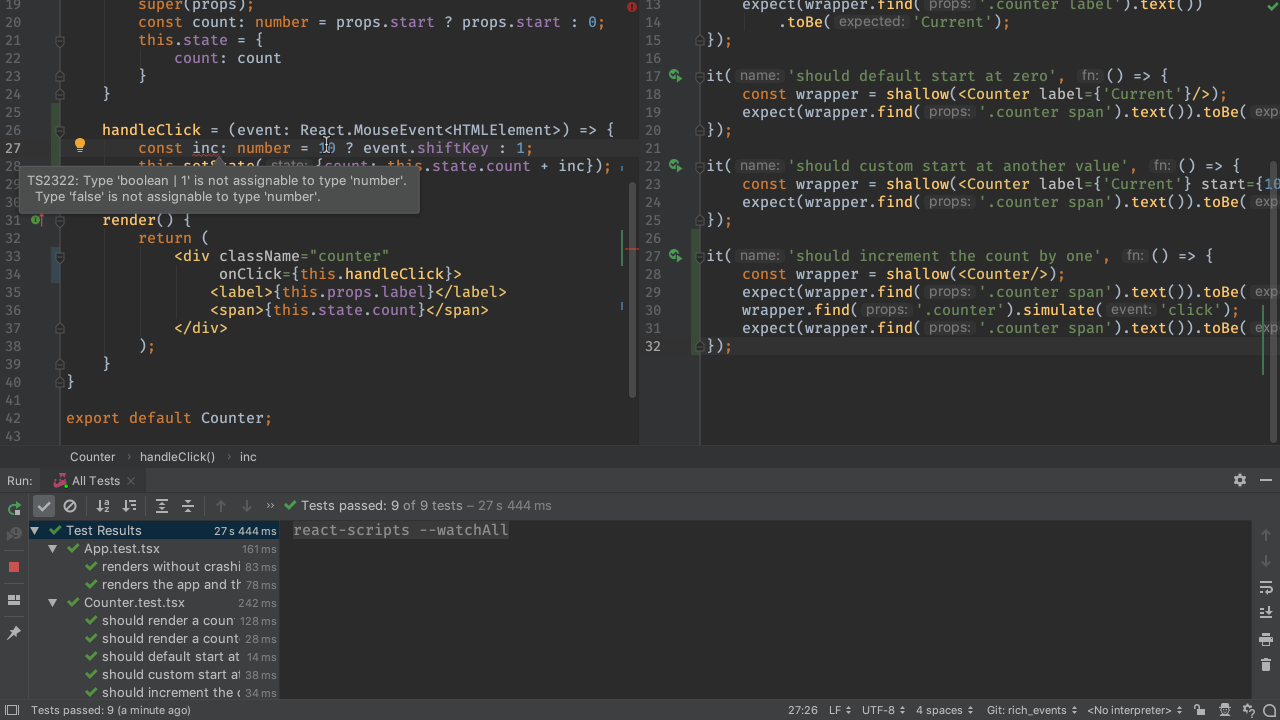 19 super(props);
20 const count: number = props.start ? props.start : 0;
21 this.state = {
22 count: count
23 }
24 }
25
26 handleClick = (event: React.MouseEvent<HTMLElement>) => {
27 const inc: number = 10 ? event.shiftKey : 1;
28 this.setState( state: {count: this.state.count + inc});
29
TS2322: Type 'boolean | 1' is not assignable to type 'number'.
Type 'false' is not assignable to type 'number'.
30
31 render() {
32 return (
33 <div className="counter"
34 onClick={this.handleClick}>
35 <label>{this.props.label}</label>
36 <span>{this.state.count}</span>
37 </div>
38 );
39 }
40 }
41
42 export default Counter;
43
13 expect(wrapper.find( props: '.counter label').text())
14 .toBe( expected: 'Current');
15 });
16
17 it( name: 'should default start at zero', fn: () => {
18 const wrapper = shallow(<Counter label={'Current'}/>);
19 expect(wrapper.find( props: '.counter span').text()).toBe(
20 });
21
22 it( name: 'should custom start at another value', fn: () => {
23 const wrapper = shallow(<Counter label={'Current'} start={10
24 expect(wrapper.find( props: '.counter span').text()).toBe(
25 });
26
27 it( name: 'should increment the count by one', fn: () => {
28 const wrapper = shallow(<Counter/>);
29 expect(wrapper.find( props: '.counter span').text()).toBe( exp
30 wrapper.find( props: '.counter').simulate( event: 'click');
31 expect(wrapper.find( props: '.counter span').text()).toBe( exp
32 });
Counter › handleClick() › inc
Run: All Tests
Tests passed: 9 of 9 tests – 27 s 444 ms
Test Results 27 s 444 ms
App.test.tsx 161 ms
renders without crashi 83 ms
renders the app and th 78 ms
Counter.test.tsx 242 ms
should render a coun 128 ms
should render a count 38 ms
should default start at 14 ms
should custom start at 38 ms
should increment the c 34 ms
react-scripts --watchAll
Tests passed: 9 (a minute ago) 27:26 LF UTF-8 4 spaces Git: rich_events <No interpreter>